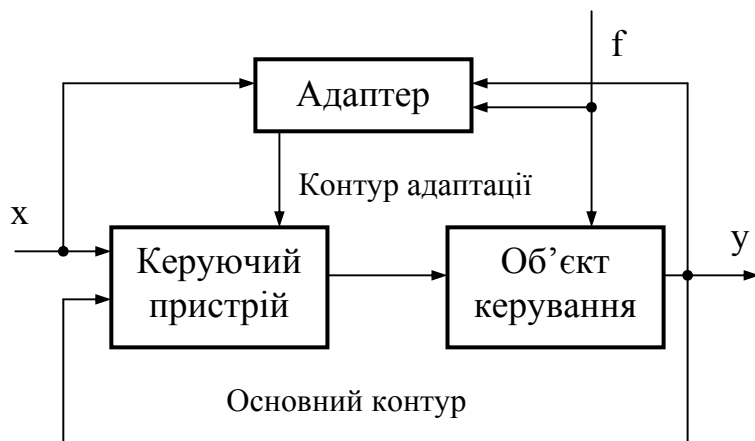 f
Адаптер
Контур адаптації
x
y
Керуючий
пристрій
Об’єкт
керування
Основний контур